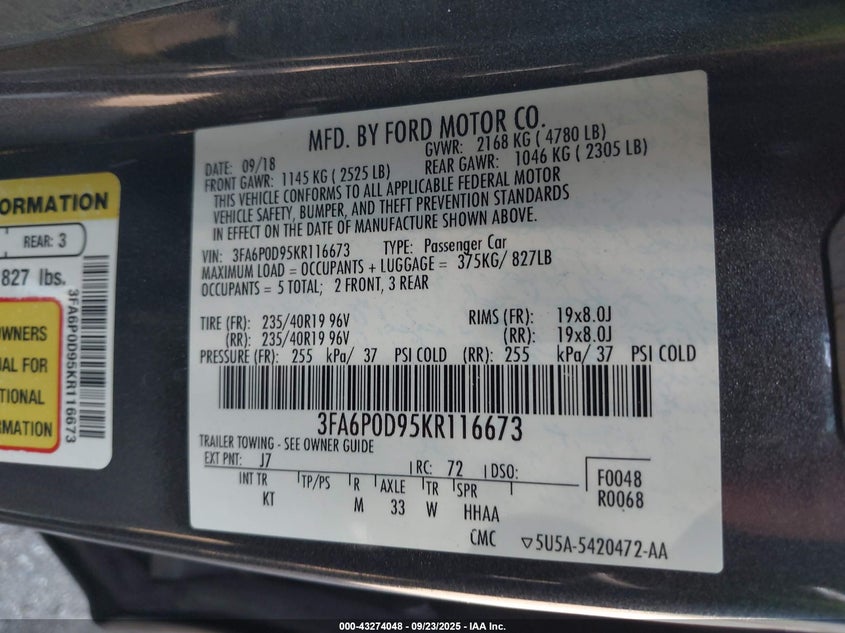 MFD. BY FORD MOTOR CO.
DATE: 09/18 GVWR: 2168 KG ( 4780 LB)
FRONT GAWR: 1145 KG ( 2525 LB) REAR GAWR: 1046 KG ( 2305 LB)
THIS VEHICLE CONFORMS TO ALL APPLICABLE FEDERAL MOTOR
VEHICLE SAFETY, BUMPER, AND THEFT PREVENTION STANDARDS
IN EFFECT ON THE DATE OF MANUFACTURE SHOWN ABOVE.
VIN: 3FA6P0D95KR116673 TYPE: Passenger Car
MAXIMUM LOAD = OCCUPANTS + LUGGAGE = 375KG/ 827LB
OCCUPANTS = 5 TOTAL; 2 FRONT, 3 REAR
TIRE (FR): 235/40R19 96V RIMS (FR): 19x8.0J
(RR): 235/40R19 96V (RR): 19x8.0J
PRESSURE (FR): 255 kPa/ 37 PSI COLD (RR): 255 kPa/ 37 PSI COLD
3FA6P0D95KR116673
TRAILER TOWING - SEE OWNER GUIDE
EXT PNT: J7 RC: 72 DSO:
F0048
R0068
INT TR TP/PS R AXLE TR SPR
KT M 33 W HHAA
CMC ▽5U5A-5420472-AA
ORMATION
REAR: 3
827 lbs.
OWNERS
UAL FOR
TIONAL
RMATION
3FA6P0D95KR116673
000-43274048 - 09/23/2025 - IAA Inc.